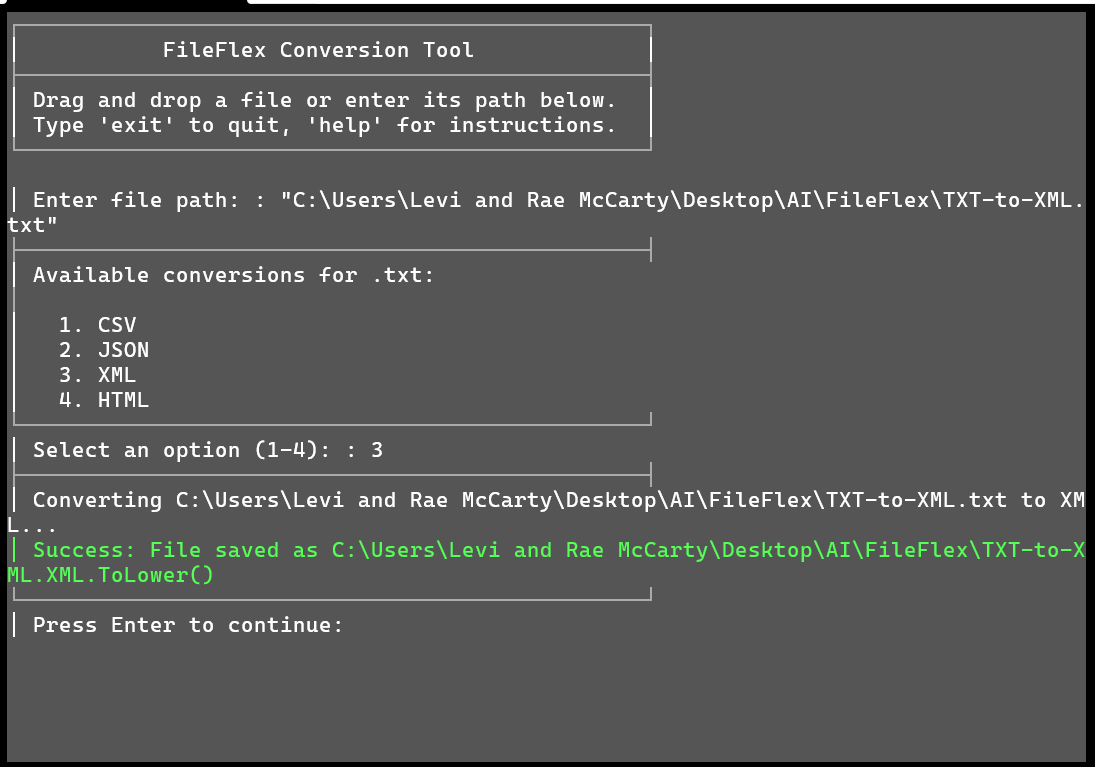 FileFlex Conversion Tool
Drag and drop a file or enter its path below.
Type 'exit' to quit, 'help' for instructions.
Enter file path: : "C:\Users\Levi and Rae McCarty\Desktop\AI\FileFlex\TXT-to-XML.
txt"
Available conversions for .txt:
1. CSV
2. JSON
3. XML
4. HTML
Select an option (1-4): : 3
Converting C:\Users\Levi and Rae McCarty\Desktop\AI\FileFlex\TXT-to-XML.txt to XM
L...
Success: File saved as C:\Users\Levi and Rae McCarty\Desktop\AI\FileFlex\TXT-to-X
ML.XML.ToLower()
Press Enter to continue: